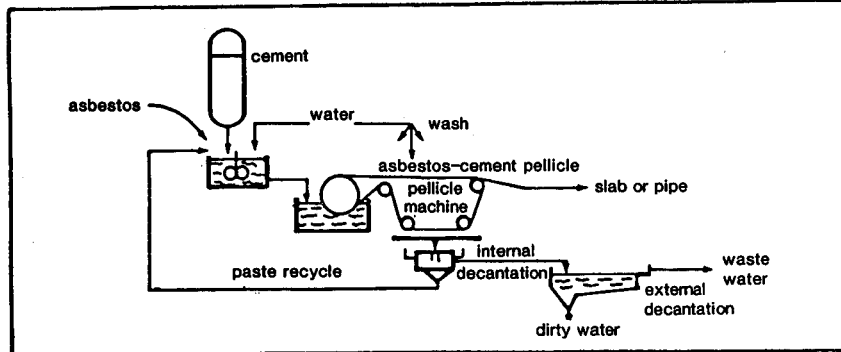 cement
asbestos
water
wash
asbestos-cement pellicle
pellicle
machine
slab or pipe
internal
decantation
paste recycle
waste
water
external
decantation
dirty water